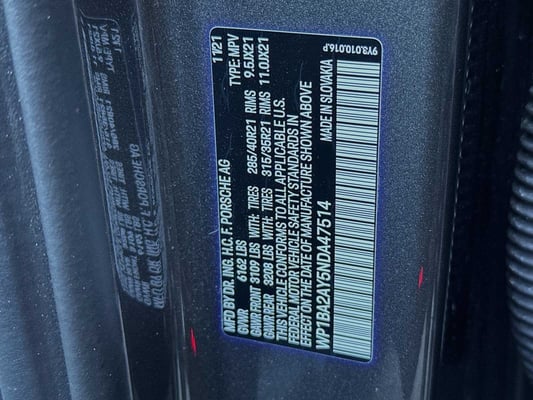 MFD BY DR. ING. H.C. F. PORSCHE AG 11/21
GVWR 6162 LBS TYPE: MPV
GAWR FRONT 3109 LBS WITH: TIRES 285/40R21 RIMS 9.5JX21
GAWR REAR 3208 LBS WITH: TIRES 315/35R21 RIMS 11.0JX21
THIS VEHICLE CONFORMS TO ALL APPLICABLE U.S.
FEDERAL MOTOR VEHICLE SAFETY STANDARDS IN
EFFECT ON THE DATE OF MANUFACTURE SHOWN ABOVE
WP1BA2AY5NDA47514 MADE IN SLOVAKIA
9Y3.010.016.P